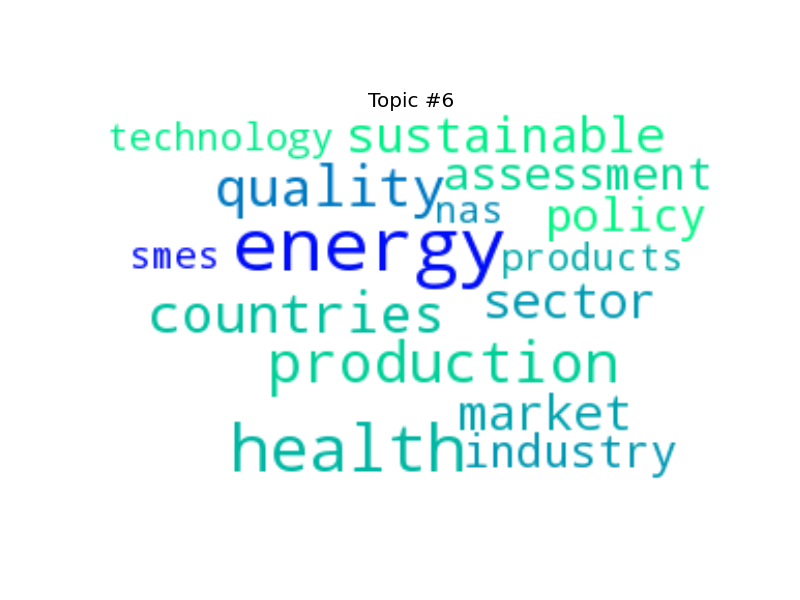 Topic #6
technology sustainable
quality assessment
nas policy
smes energy products
countries sector
production
market
health industry